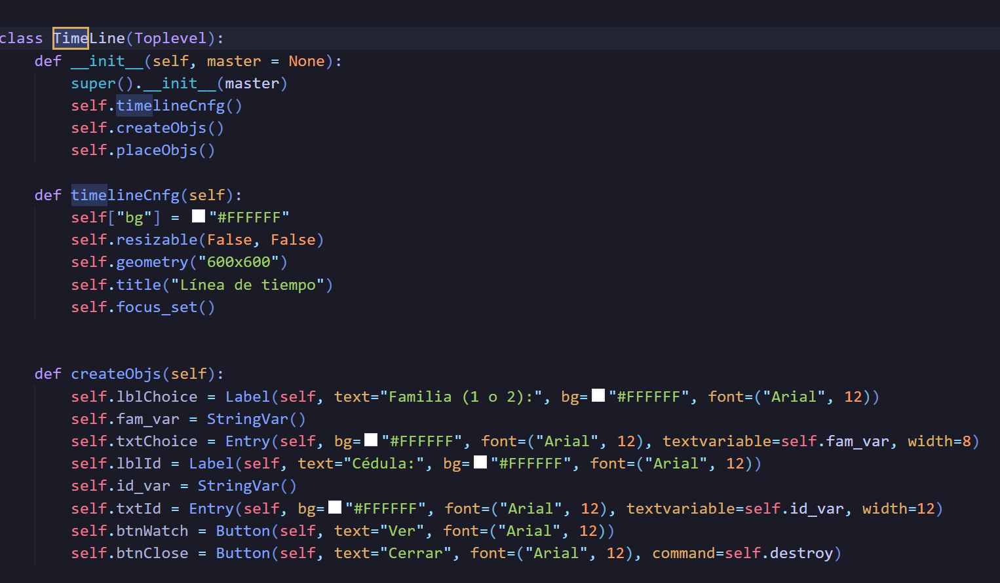 class TimeLine(Toplevel):
    def __init__(self, master = None):
        super().__init__(master)
        self.timelineCnfg()
        self.createObjs()
        self.placeObjs()
    def timelineCnfg(self):
        self["bg"] = "#FFFFFF"
        self.resizable(False, False)
        self.geometry("600x600")
        self.title("Línea de tiempo")
        self.focus_set()
    def createObjs(self):
        self.lblChoice = Label(self, text="Familia (1 o 2):", bg="#FFFFFF", font=("Arial", 12))
        self.fam_var = StringVar()
        self.txtChoice = Entry(self, bg="#FFFFFF", font=("Arial", 12), textvariable=self.fam_var, width=8)
        self.lblId = Label(self, text="Cédula:", bg="#FFFFFF", font=("Arial", 12))
        self.id_var = StringVar()
        self.txtId = Entry(self, bg="#FFFFFF", font=("Arial", 12), textvariable=self.id_var, width=12)
        self.btnWatch = Button(self, text="Ver", font=("Arial", 12))
        self.btnClose = Button(self, text="Cerrar", font=("Arial", 12), command=self.destroy)